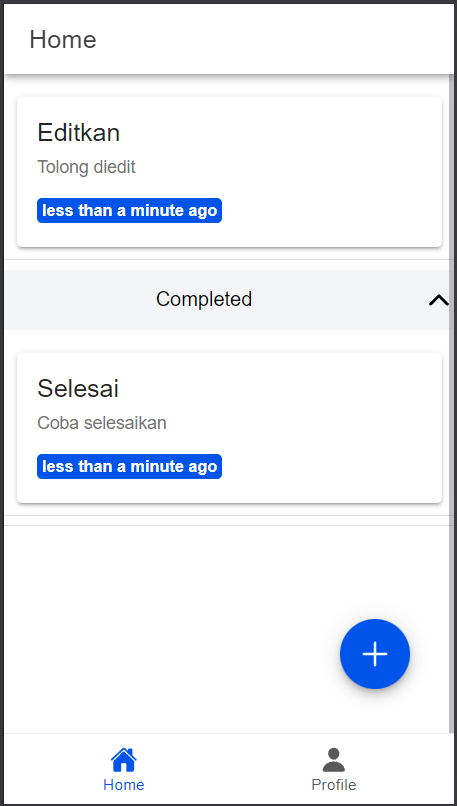 Home
Editkan
Tolong diedit
less than a minute ago
Completed
Selesai
Coba selesaikan
less than a minute ago
Home
Profile